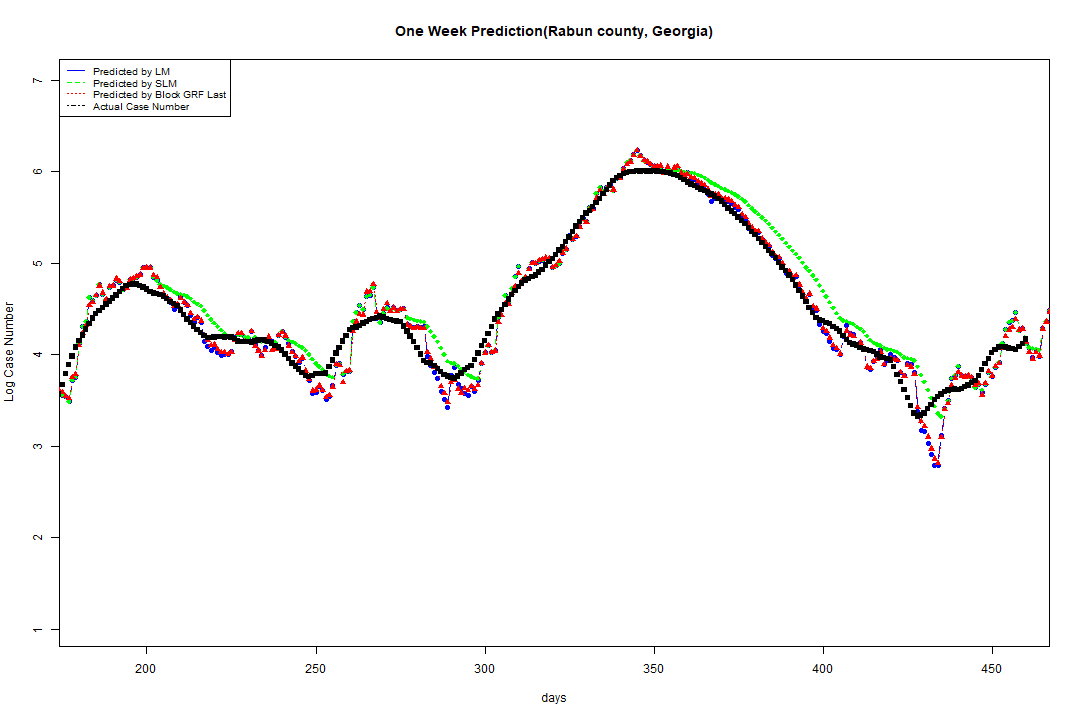 One Week Prediction(Rabun county, Georgia)
Predicted by LM
Predicted by SLM
Predicted by Block GRF Last
Actual Case Number
7
6
5
4
3
2
1
Log Case Number
200 250 300 350 400 450
days